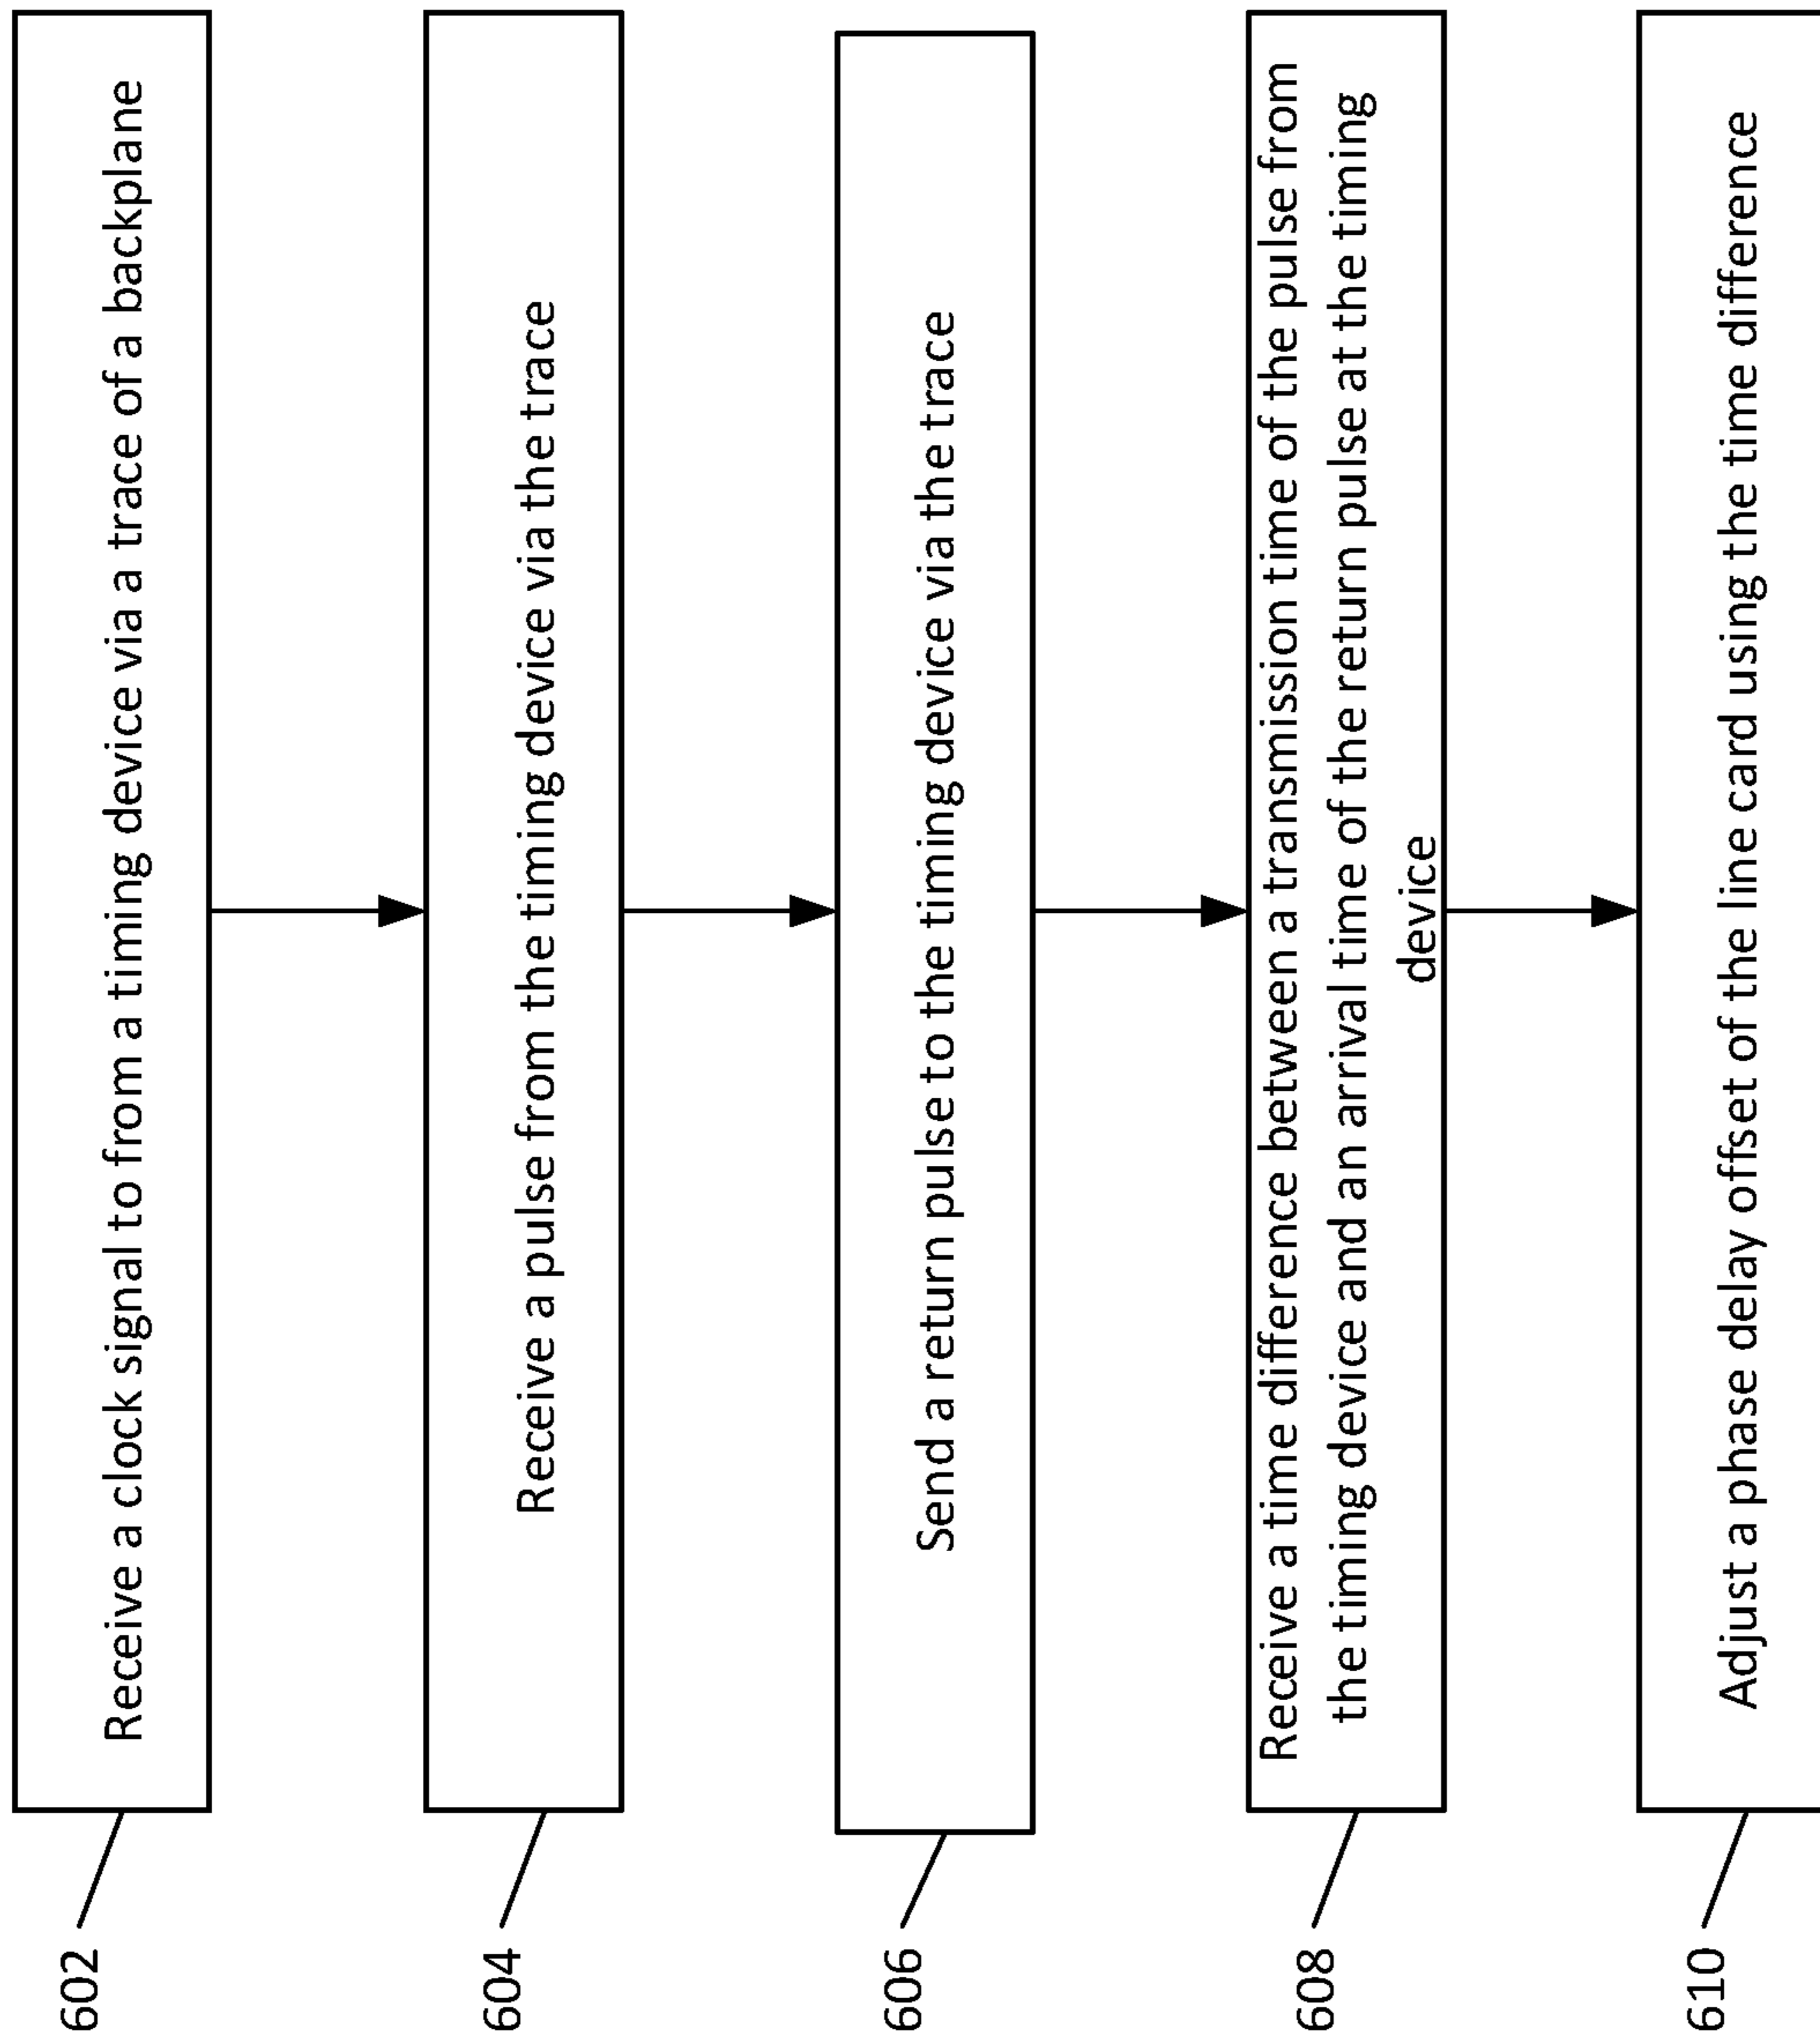 602
Receive a clock signal to from a timing device via a trace of a backplane
604
Receive a pulse from the timing device via the trace
606
Send a return pulse to the timing device via the trace
608
Receive a time difference between a transmission time of the pulse from
the timing device and an arrival time of the return pulse at the timing
device
610
Adjust a phase delay offset of the line card using the time difference